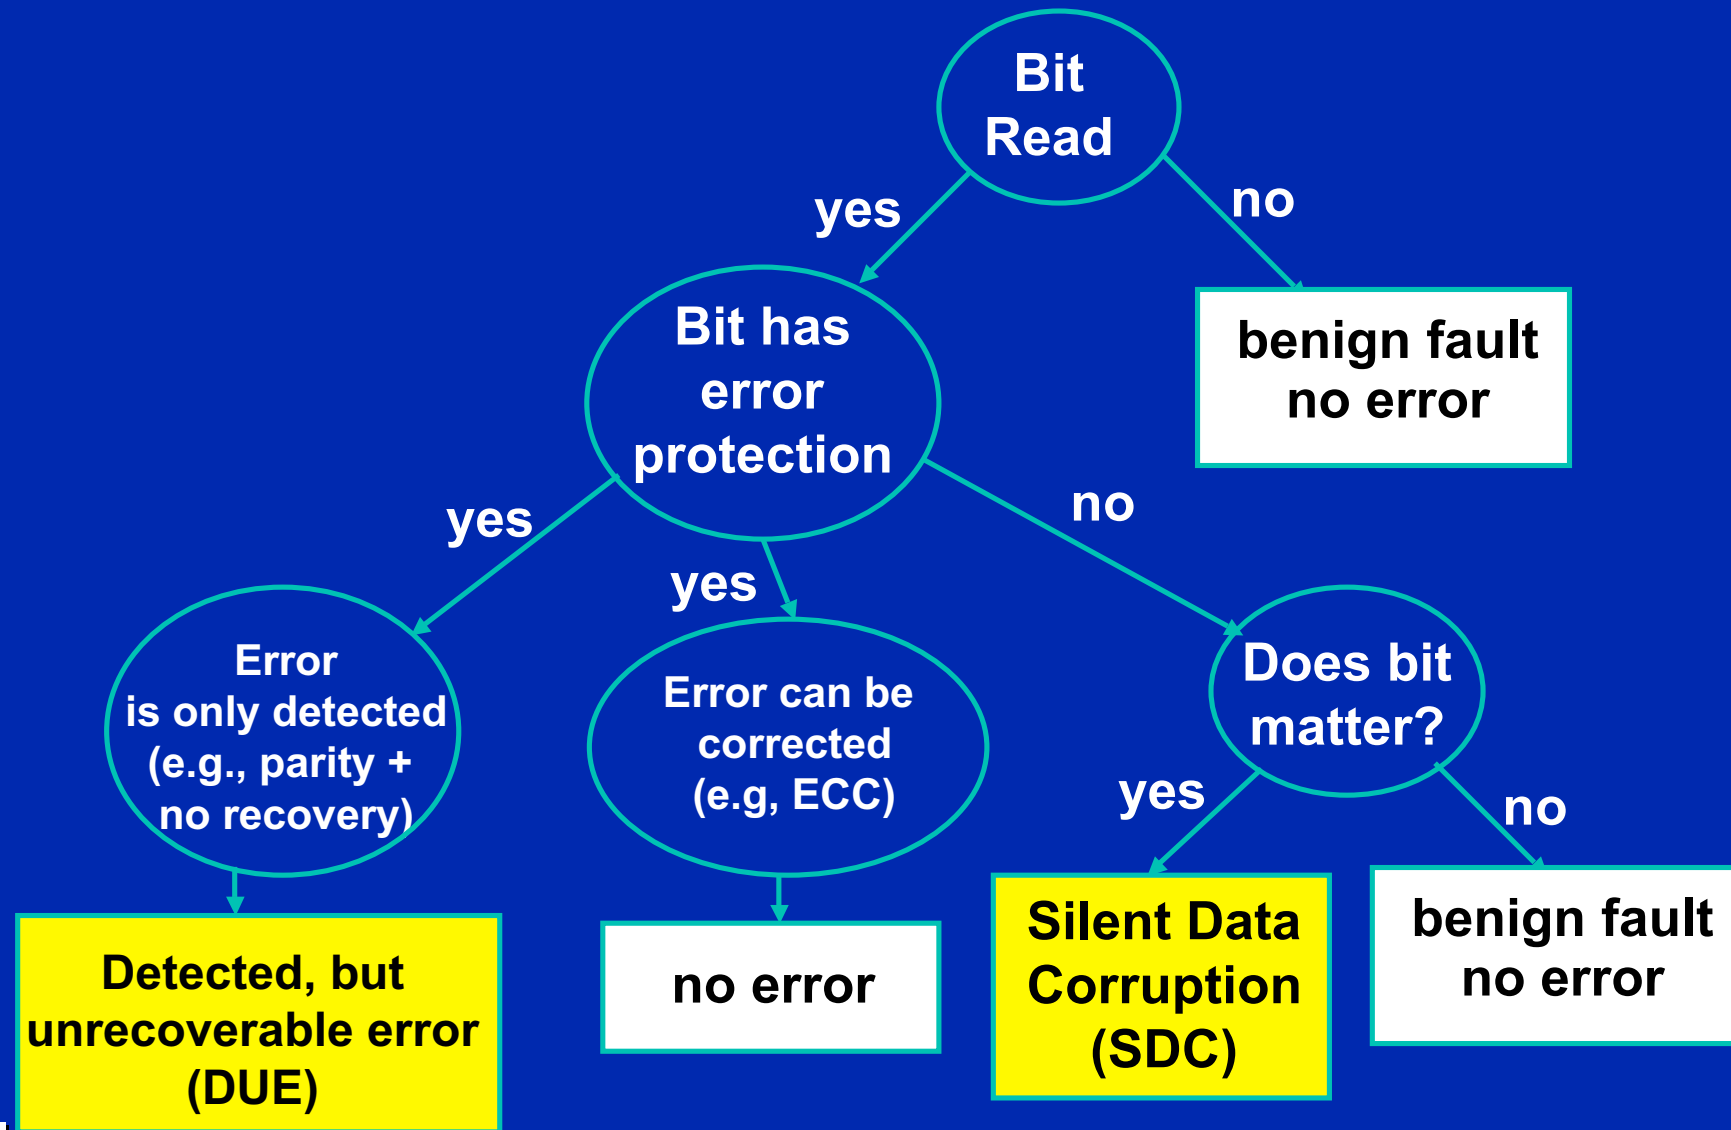 Bit
Read
yes
no
Bit has
error
protection
benign fault
no error
yes
yes
no
Error
is only detected
(e.g., parity +
no recovery)
Error can be
corrected
(e.g, ECC)
Does bit
matter?
yes
no
Detected, but
unrecoverable error
(DUE)
no error
Silent Data
Corruption
(SDC)
benign fault
no error